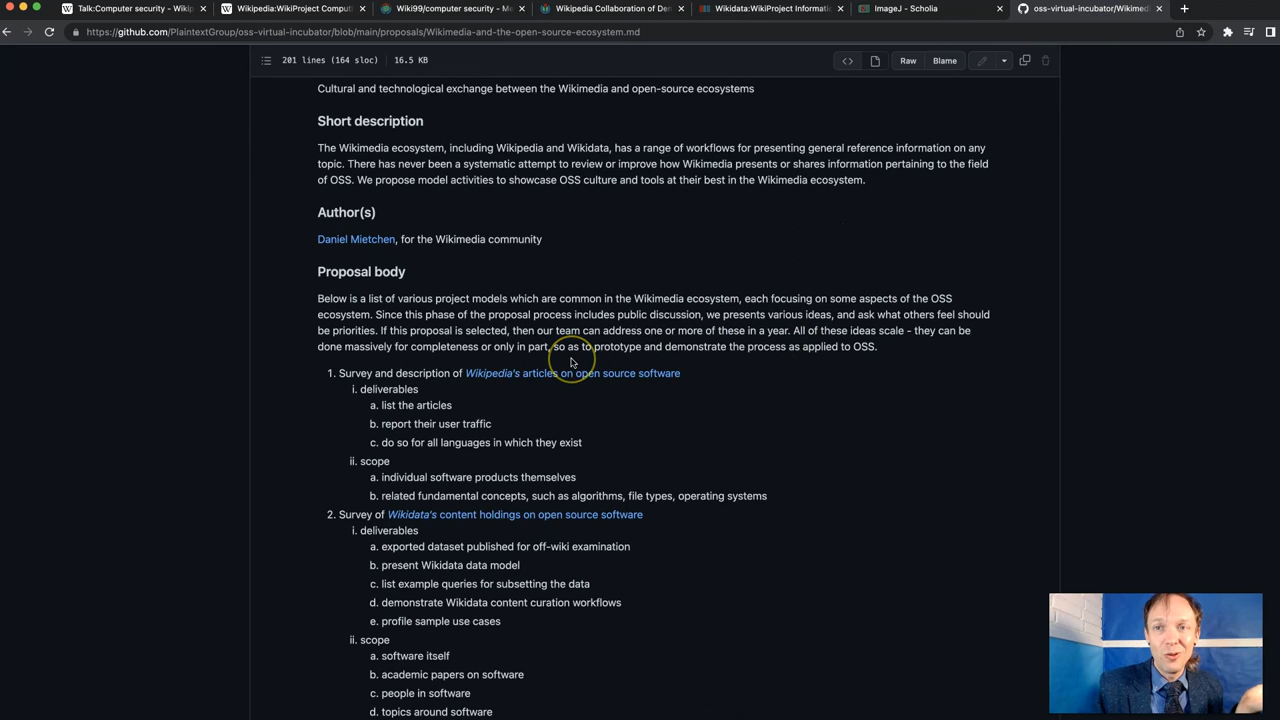 Talk:Computer security - Wikip
Wikipedia:WikiProject Comput
Wiki99/computer security - Me
Wikipedia Collaboration of Den
Wikidata:WikiProject Informati
ImageJ - Scholia
oss-virtual-incubator/Wikimed
https://github.com/PlaintextGroup/oss-virtual-incubator/blob/main/proposals/Wikimedia-and-the-open-source-ecosystem.md
201 lines (164 sloc) 16.5 KB
Raw Blame
Cultural and technological exchange between the Wikimedia and open-source ecosystems
Short description
The Wikimedia ecosystem, including Wikipedia and Wikidata, has a range of workflows for presenting general reference information on any
topic. There has never been a systematic attempt to review or improve how Wikimedia presents or shares information pertaining to the field
of OSS. We propose model activities to showcase OSS culture and tools at their best in the Wikimedia ecosystem.
Author(s)
Daniel Mietchen, for the Wikimedia community
Proposal body
Below is a list of various project models which are common in the Wikimedia ecosystem, each focusing on some aspects of the OSS
ecosystem. Since this phase of the proposal process includes public discussion, we presents various ideas, and ask what others feel should
be priorities. If this proposal is selected, then our team can address one or more of these in a year. All of these ideas scale - they can be
done massively for completeness or only in part, so as to prototype and demonstrate the process as applied to OSS.
1. Survey and description of Wikipedia's articles on open source software
i. deliverables
a. list the articles
b. report their user traffic
c. do so for all languages in which they exist
ii. scope
a. individual software products themselves
b. related fundamental concepts, such as algorithms, file types, operating systems
2. Survey of Wikidata's content holdings on open source software
i. deliverables
a. exported dataset published for off-wiki examination
b. present Wikidata data model
c. list example queries for subsetting the data
d. demonstrate Wikidata content curation workflows
e. profile sample use cases
ii. scope
a. software itself
b. academic papers on software
c. people in software
d. topics around software